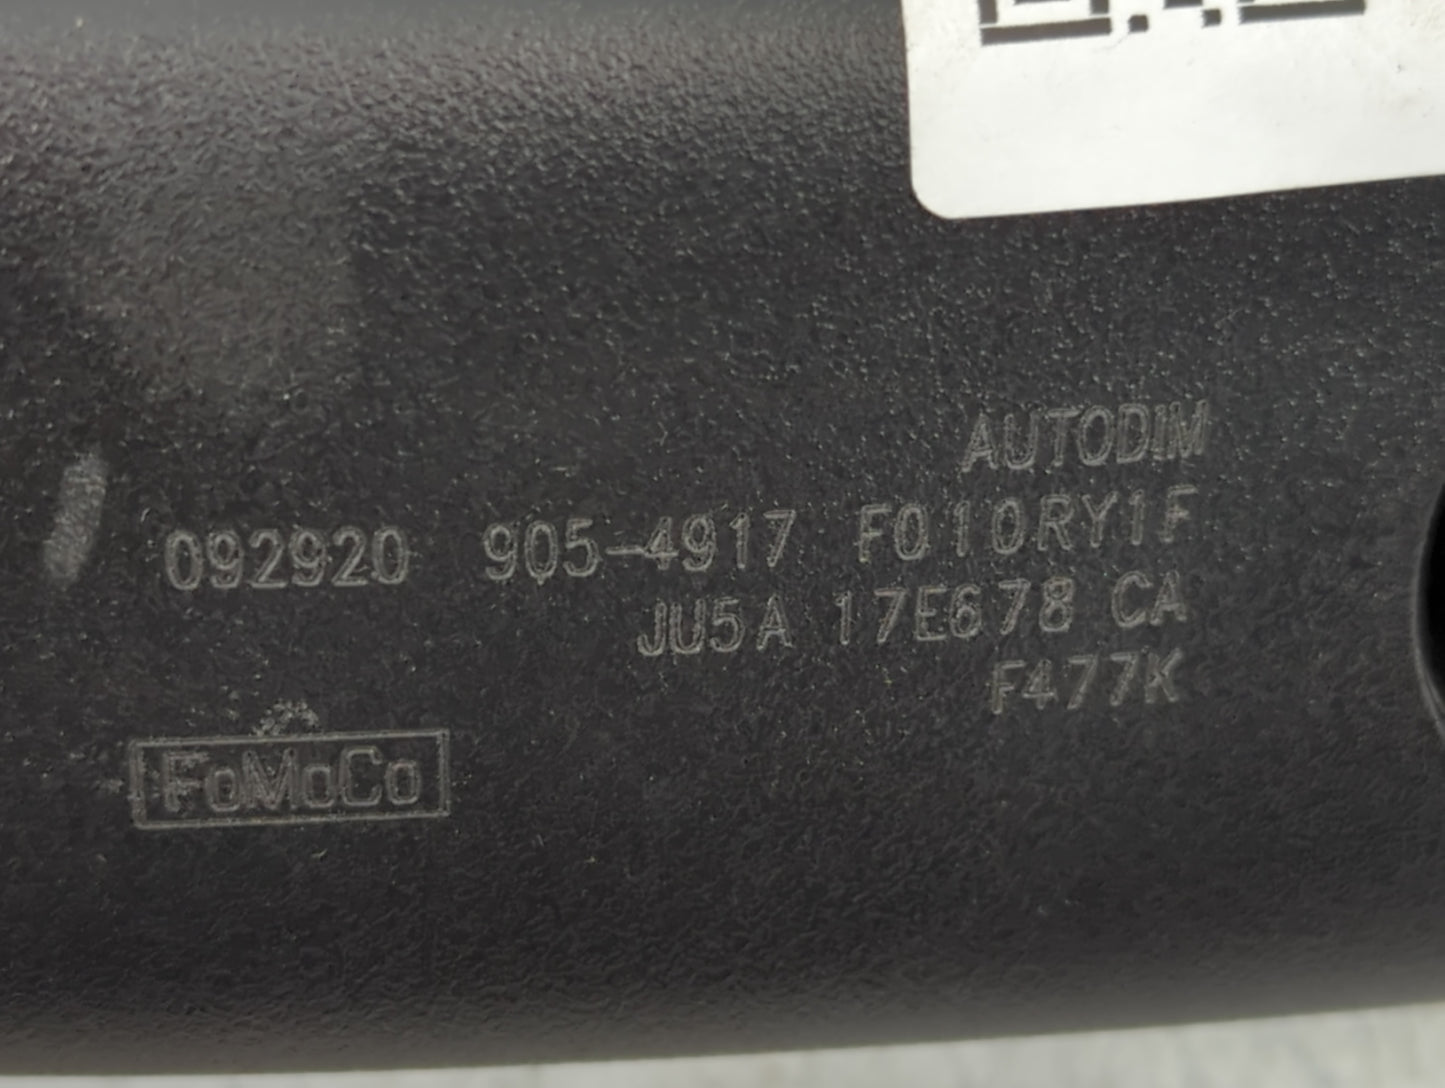 AUTODIM
092920 905-4917 F010RY1F
JU5A 17E678 CA
F477K
FoMoCo